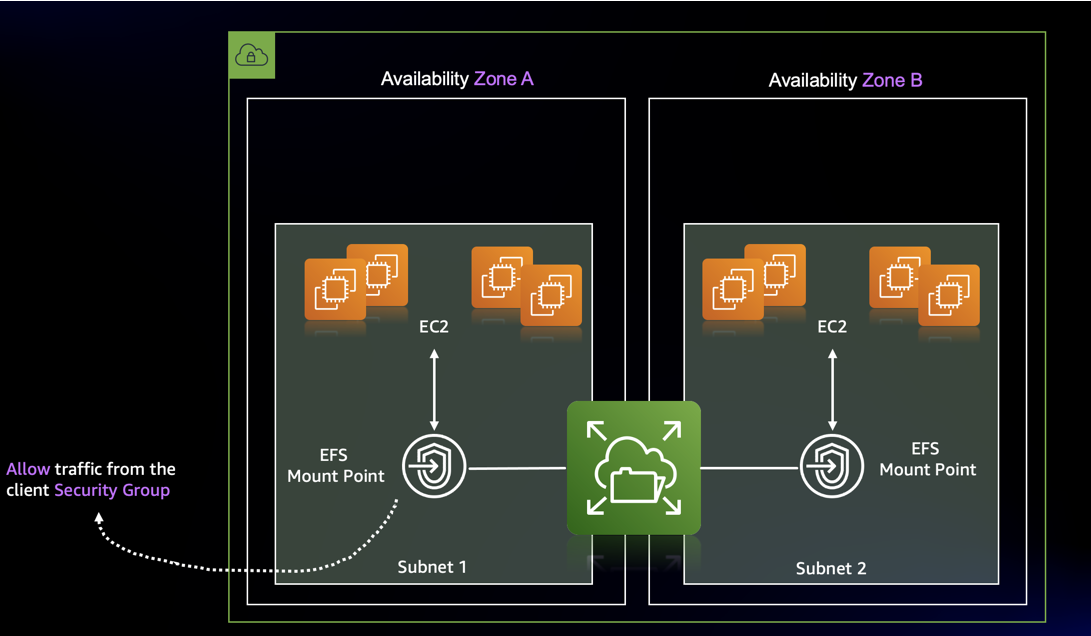 Availability Zone A
Availability Zone B
EC2
EC2
EFS
Mount Point
EFS
Mount Point
Allow traffic from the
client Security Group
Subnet 1
Subnet 2